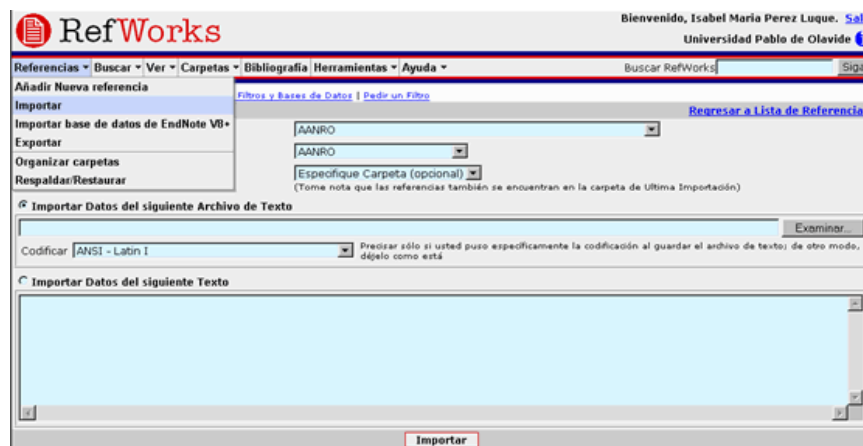 RefWorks
Bienvenido, Isabel Maria Perez Luque. Sal
Universidad Pablo de Olavide
Referencias Buscar Ver Carpetas Bibliografía Herramientas Ayuda Buscar RefWorks Siga
Añadir Nueva referencia
Importar
Importar base de datos de EndNote V8+
Exportar
Organizar carpetas
Respaldar/Restaurar
Filtros y Bases de Datos | Pedir un Filtro
Regresar a Lista de Referencia
AANRO
AANRO
Especifique Carpeta (opcional)
(Tome nota que las referencias también se encuentran en la carpeta de Ultima Importación)
Importar Datos del siguiente Archivo de Texto
Examinar...
Codificar ANSI - Latin I
Precisar sólo si usted puso específicamente la codificación al guardar el archivo de texto; de otro modo,
déjelo como está
Importar Datos del siguiente Texto
Importar